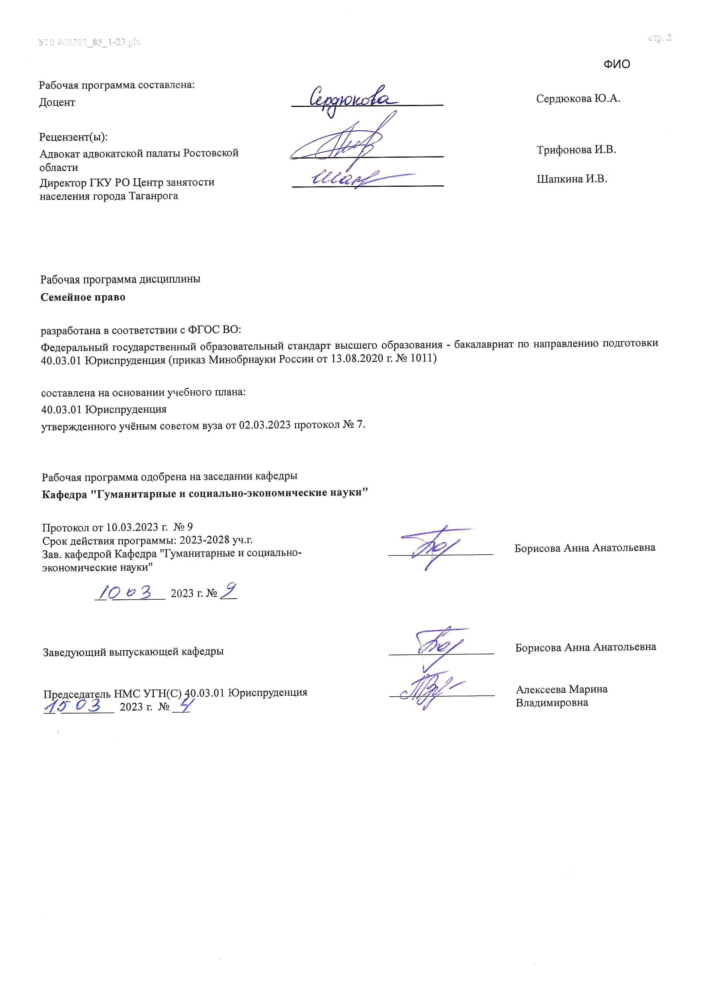 УП: 400301_85_1-23.plx
стр. 2
ФИО
Рабочая программа составлена:
Доцент
Сердюкова
Сердюкова Ю.А.
Рецензент(ы):
Адвокат адвокатской палаты Ростовской
области
Трифонова И.В.
Директор ГКУ РО Центр занятости
населения города Таганрога
Шапкина И.В.
Рабочая программа дисциплины
Семейное право
разработана в соответствии с ФГОС ВО:
Федеральный государственный образовательный стандарт высшего образования - бакалавриат по направлению подготовки
40.03.01 Юриспруденция (приказ Минобрнауки России от 13.08.2020 г. № 1011)
составлена на основании учебного плана:
40.03.01 Юриспруденция
утвержденного учёным советом вуза от 02.03.2023 протокол № 7.
Рабочая программа одобрена на заседании кафедры
Кафедра "Гуманитарные и социально-экономические науки"
Протокол от 10.03.2023 г. № 9
Срок действия программы: 2023-2028 уч.г.
Зав. кафедрой Кафедра "Гуманитарные и социально-
экономические науки"
Борисова Анна Анатольевна
10 03 2023 г. № 9
Заведующий выпускающей кафедры
Борисова Анна Анатольевна
Председатель НМС УГН(С) 40.03.01 Юриспруденция
Алексеева Марина
Владимировна
15 03 2023 г. № 4